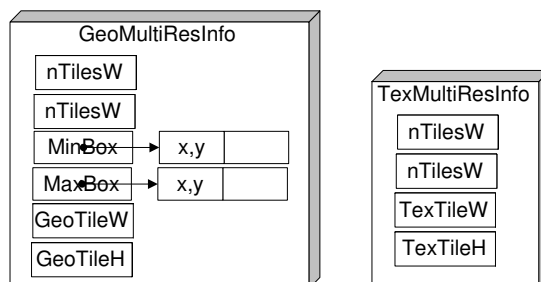 GeoMultiResInfo
nTilesW
nTilesW
MinBox
x,y
MaxBox
x,y
GeoTileW
GeoTileH
TexMultiResInfo
nTilesW
nTilesW
TexTileW
TexTileH